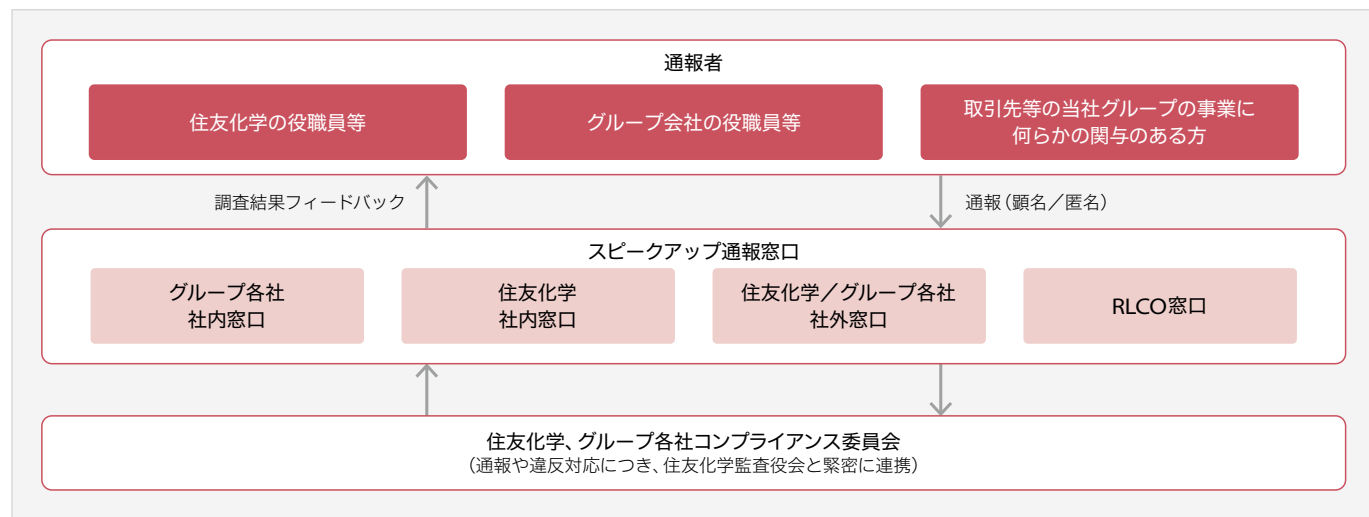 通報者
住友化学の役職員等
グループ会社の役職員等
取引先等の当社グループの事業に
何らかの関与のある方
調査結果フィードバック
通報（顕名／匿名）
スピークアップ通報窓口
グループ各社
社内窓口
住友化学
社内窓口
住友化学／グループ各社
社外窓口
RLCO窓口
住友化学、グループ各社コンプライアンス委員会
（通報や違反対応につき、住友化学監査役会と緊密に連携）